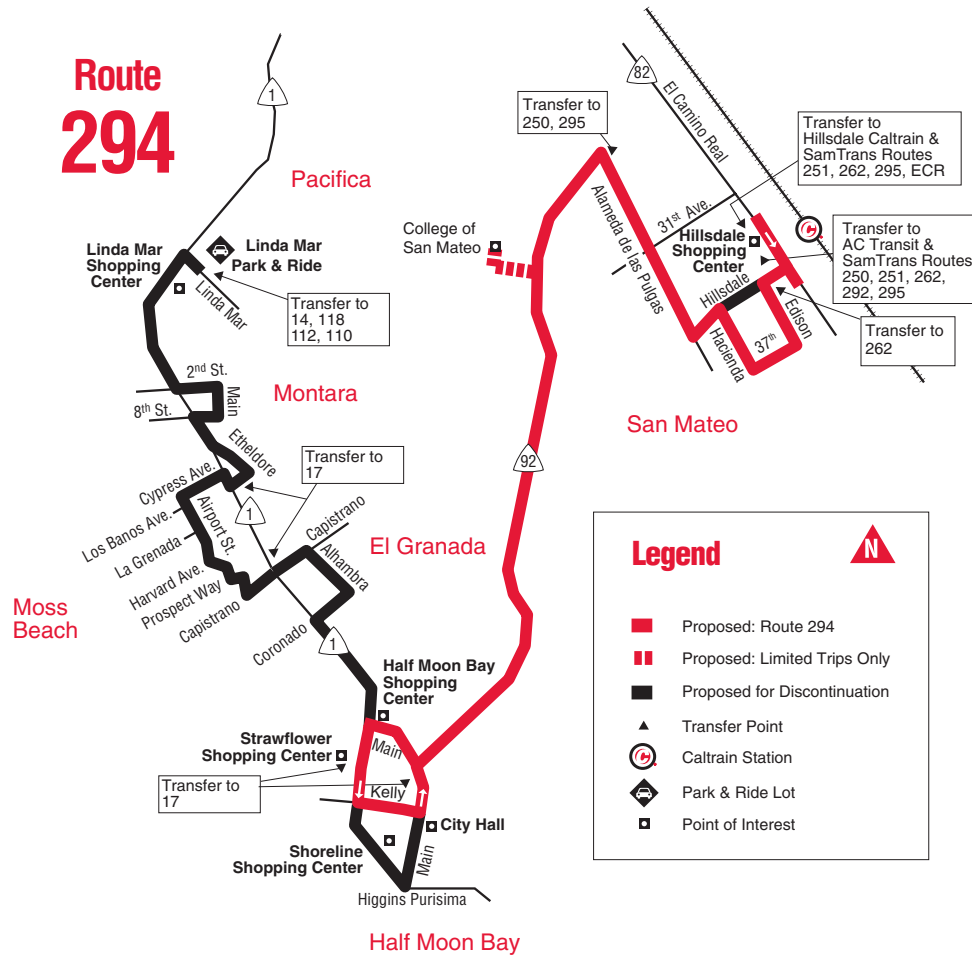 Route
294
1
Pacifica
Linda Mar
Shopping
Center
Linda Mar
Park & Ride
Linda Mar
Transfer to
14, 118
112, 110
2nd St.
Main
8th St.
Montara
Etheldore
Transfer to
17
Cypress Ave.
Los Banos Ave.
Airport St.
La Grenada
Harvard Ave.
Prospect Way
Capistrano
1
Capistrano
Alhambra
El Granada
Moss
Beach
Coronado
1
Half Moon Bay
Shopping
Center
Strawflower
Shopping Center
Main
Transfer to
17
Kelly
City Hall
Shoreline
Shopping Center
Main
Higgins Purisima
Half Moon Bay
92
College of
San Mateo
Transfer to
250, 295
82
El Camino Real
Transfer to
Hillsdale Caltrain &
SamTrans Routes
251, 262, 295, ECR
Alameda de las Pulgas
31st Ave.
Hillsdale
Shopping
Center
C
Transfer to
AC Transit &
SamTrans Routes
250, 251, 262,
292, 295
Hillsdale
Edison
Hacienda
37th
Transfer to
262
San Mateo
Legend
N
Proposed: Route 294
Proposed: Limited Trips Only
Proposed for Discontinuation
Transfer Point
C
Caltrain Station
Park & Ride Lot
Point of Interest